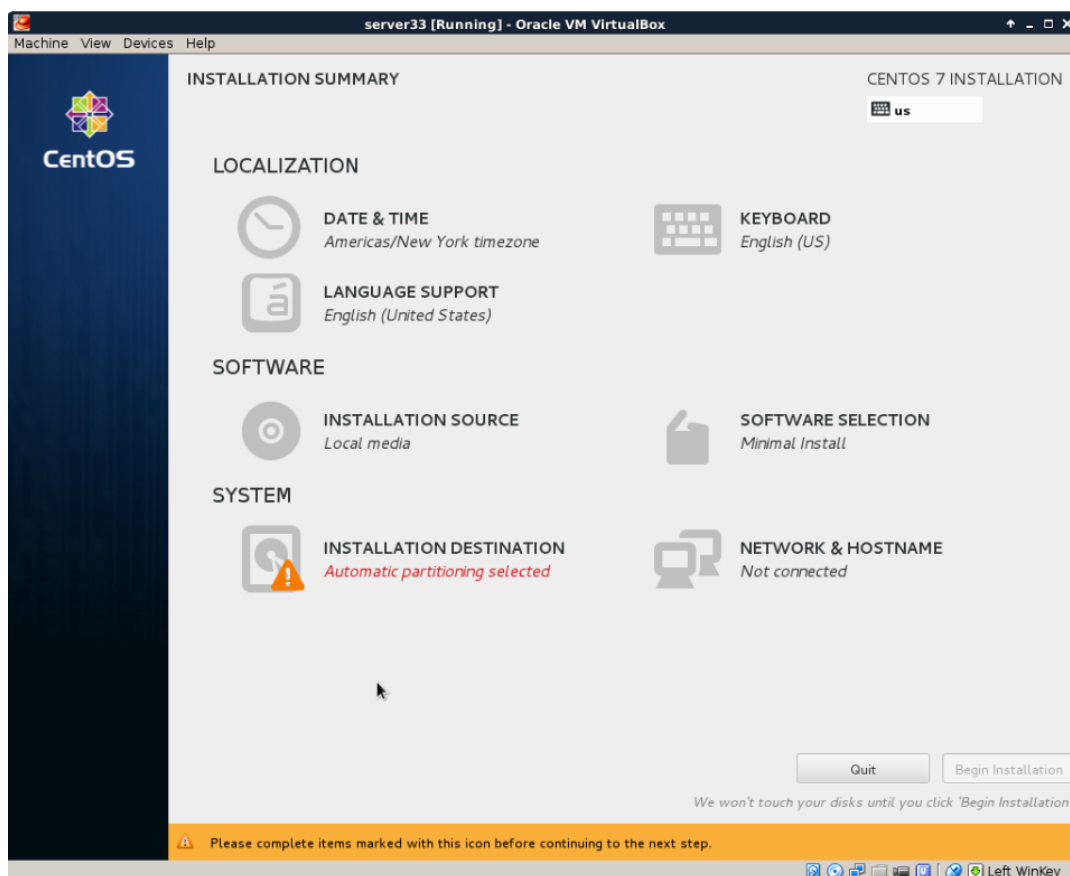 server33 [Running] - Oracle VM VirtualBox
Machine View Devices Help
INSTALLATION SUMMARY
CENTOS 7 INSTALLATION
us
CentOS
LOCALIZATION
DATE & TIME
Americas/New York timezone
KEYBOARD
English (US)
LANGUAGE SUPPORT
English (United States)
SOFTWARE
INSTALLATION SOURCE
Local media
SOFTWARE SELECTION
Minimal Install
SYSTEM
INSTALLATION DESTINATION
Automatic partitioning selected
NETWORK & HOSTNAME
Not connected
Quit
Begin Installation
We won't touch your disks until you click 'Begin Installation
Please complete items marked with this icon before continuing to the next step.
Left WinKey